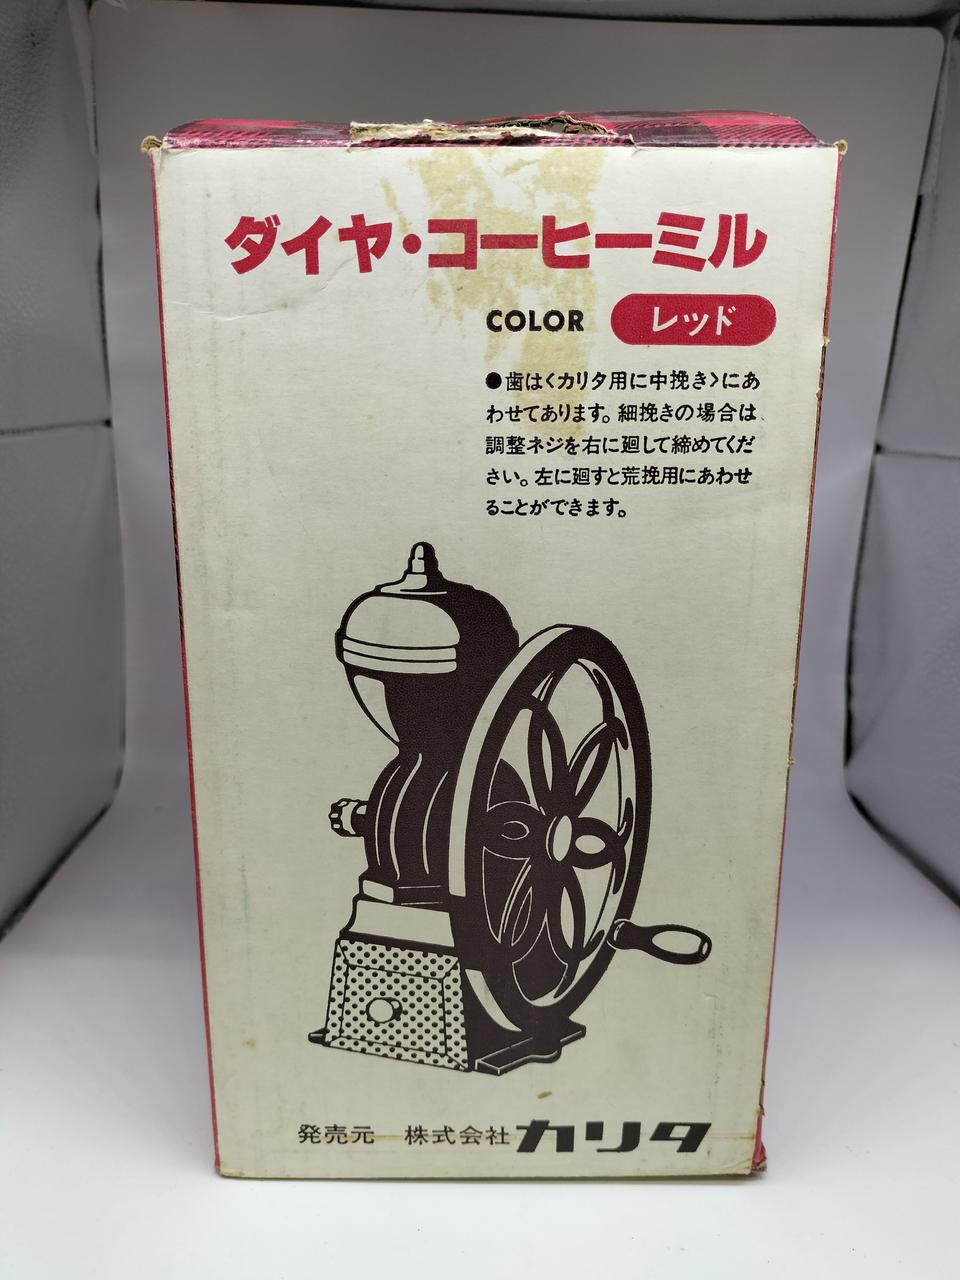 ダイヤ・コーヒーミル
COLOR レッド
●歯は〈カリタ用に中挽き〉にあ
わせてあります。細挽きの場合は
調整ネジを右に廻して締めてくだ
さい。左に廻すと荒挽用にあわせ
ることができます。
発売元 株式会社カリタ